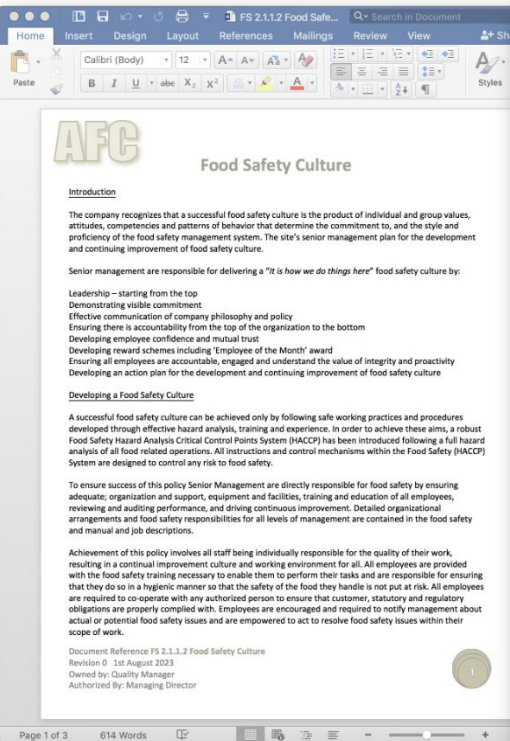 FS 2.1.1.2 Food Safe...
Search in Document
Home Insert Design Layout References Mailings Review View Sh
Calibri (Body) 12 A A Aa A
Paste
B I U abc X2 X2 A A
Styles
AFC
Food Safety Culture
Introduction
The company recognizes that a successful food safety culture is the product of individual and group values,
attitudes, competencies and patterns of behavior that determine the commitment to, and the style and
proficiency of the food safety management system. The site's senior management plan for the development
and continuing improvement of food safety culture.
Senior management are responsible for delivering a "It is how we do things here" food safety culture by:
Leadership – starting from the top
Demonstrating visible commitment
Effective communication of company philosophy and policy
Ensuring there is accountability from the top of the organization to the bottom
Developing employee confidence and mutual trust
Developing reward schemes including 'Employee of the Month' award
Ensuring all employees are accountable, engaged and understand the value of integrity and proactivity
Developing an action plan for the development and continuing improvement of food safety culture
Developing a Food Safety Culture
A successful food safety culture can be achieved only by following safe working practices and procedures
developed through effective hazard analysis, training and experience. In order to achieve these aims, a robust
Food Safety Hazard Analysis Critical Control Points System (HACCP) has been introduced following a full hazard
analysis of all food related operations. All instructions and control mechanisms within the Food Safety (HACCP)
System are designed to control any risk to food safety.
To ensure success of this policy Senior Management are directly responsible for food safety by ensuring
adequate; organization and support, equipment and facilities, training and education of all employees,
reviewing and auditing performance, and driving continuous improvement. Detailed organizational
arrangements and food safety responsibilities for all levels of management are contained in the food safety
and manual and job descriptions.
Achievement of this policy involves all staff being individually responsible for the quality of their work,
resulting in a continual improvement culture and working environment for all. All employees are provided
with the food safety training necessary to enable them to perform their tasks and are responsible for ensuring
that they do so in a hygienic manner so that the safety of the food they handle is not put at risk. All employees
are required to co-operate with any authorized person to ensure that customer, statutory and regulatory
obligations are properly complied with. Employees are encouraged and required to notify management about
actual or potential food safety issues and are empowered to act to resolve food safety issues within their
scope of work.
Document Reference FS 2.1.1.2 Food Safety Culture
Revision 0 1st August 2023
Owned by: Quality Manager
Authorized By: Managing Director
1
Page 1 of 3 614 Words